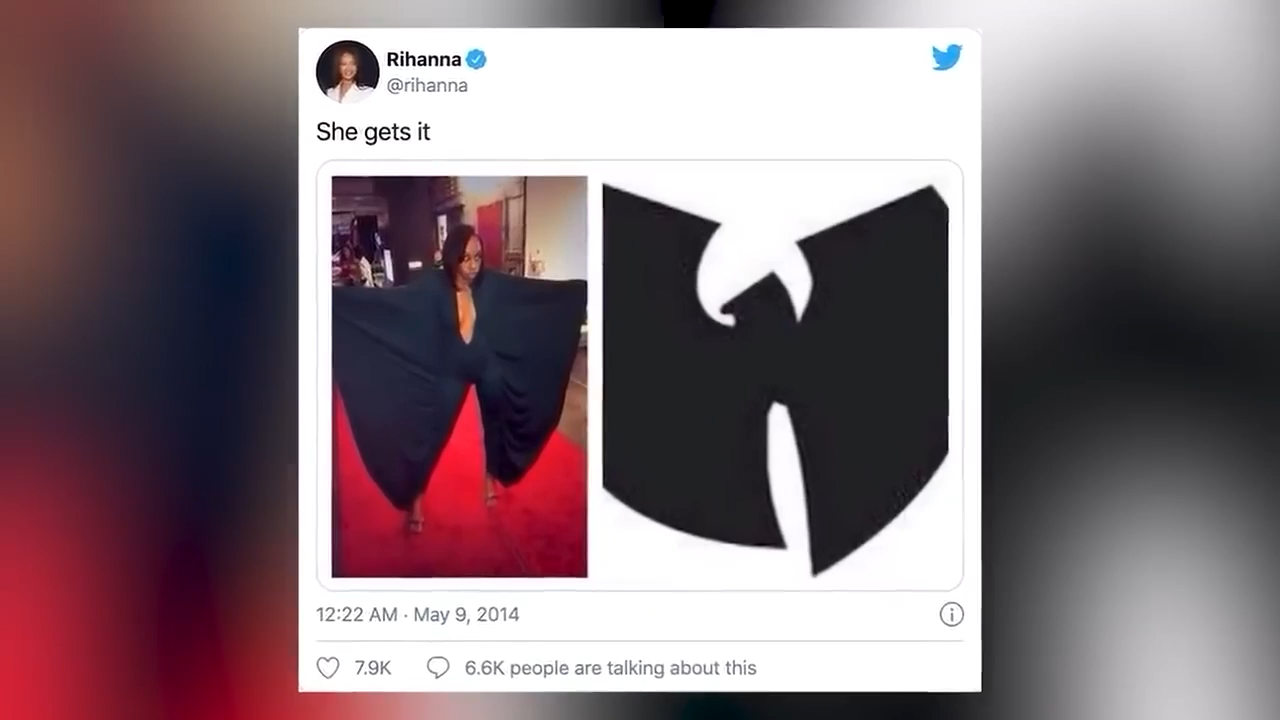 Rihanna
@rihanna
She gets it
12:22 AM · May 9, 2014
7.9K
6.6K people are talking about this